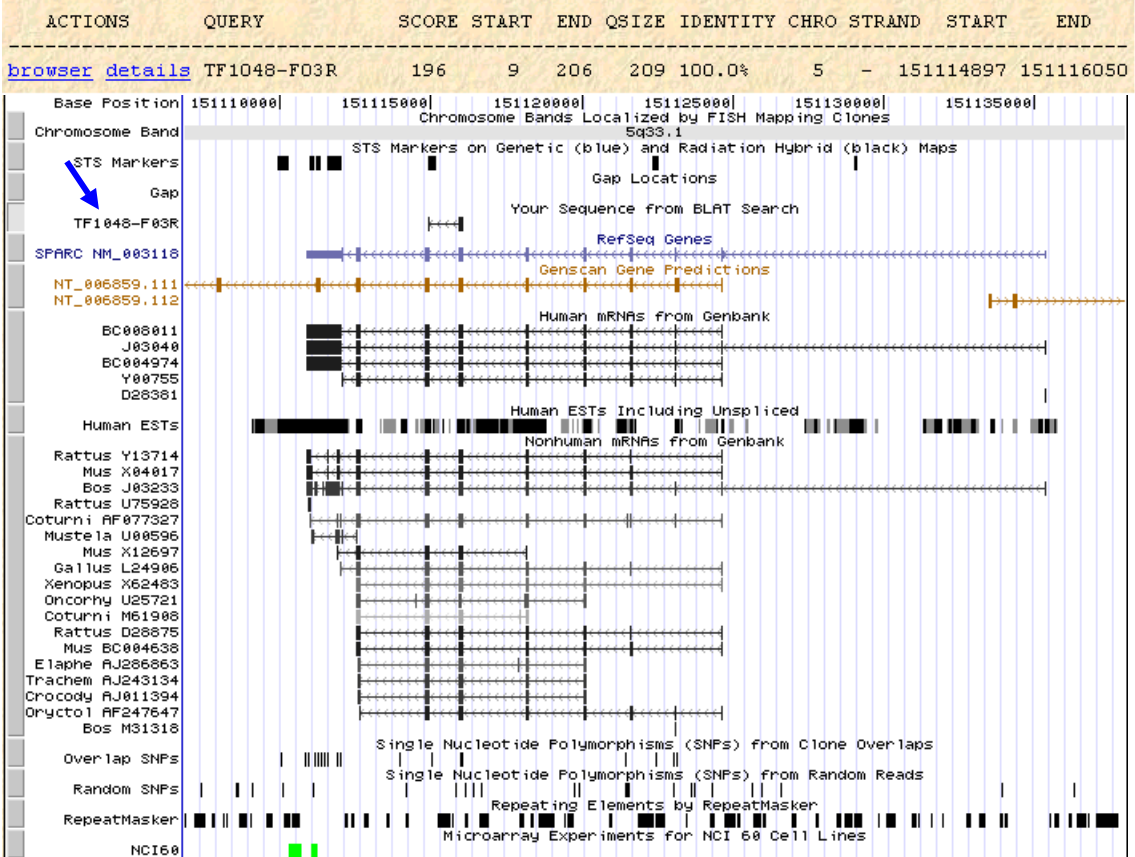 ACTIONS QUERY SCORE START END QSIZE IDENTITY CHRO STRAND START END
browser details TF1048-F03R 196 9 206 209 100.0% 5 - 151114897 151116050
Base Position 151110000| 151115000| 151120000| 151125000| 151130000| 151135000|
Chromosome Bands Localized by FISH Mapping Clones
Chromosome Band 5q33.1
STS Markers on Genetic (blue) and Radiation Hybrid (black) Maps
STS Markers
Gap Locations
Gap
Your Sequence from BLAT Search
TF1048-F03R
RefSeq Genes
SPARC NM_003118
Genscan Gene Predictions
NT_006859.111
NT_006859.112
Human mRNAs from Genbank
BC008011
J03040
BC004974
Y00755
D28381
Human ESTs Including Unspliced
Human ESTs
Nonhuman mRNAs from Genbank
Rattus Y13714
Mus X04017
Bos J03233
Rattus U75928
Coturni AF077327
Mustela U00596
Mus X12697
Gallus L24906
Xenopus X62483
Oncorhy U25721
Coturni M61908
Rattus D28875
Mus BC004638
Elaphe AJ286863
Trachem AJ243134
Crocody AJ011394
Oryctol AF247647
Bos M31318
Single Nucleotide Polymorphisms (SNPs) from Clone Overlaps
Overlap SNPs
Single Nucleotide Polymorphisms (SNPs) from Random Reads
Random SNPs
Repeating Elements by RepeatMasker
RepeatMasker
Microarray Experiments for NCI 60 Cell Lines
NCI60